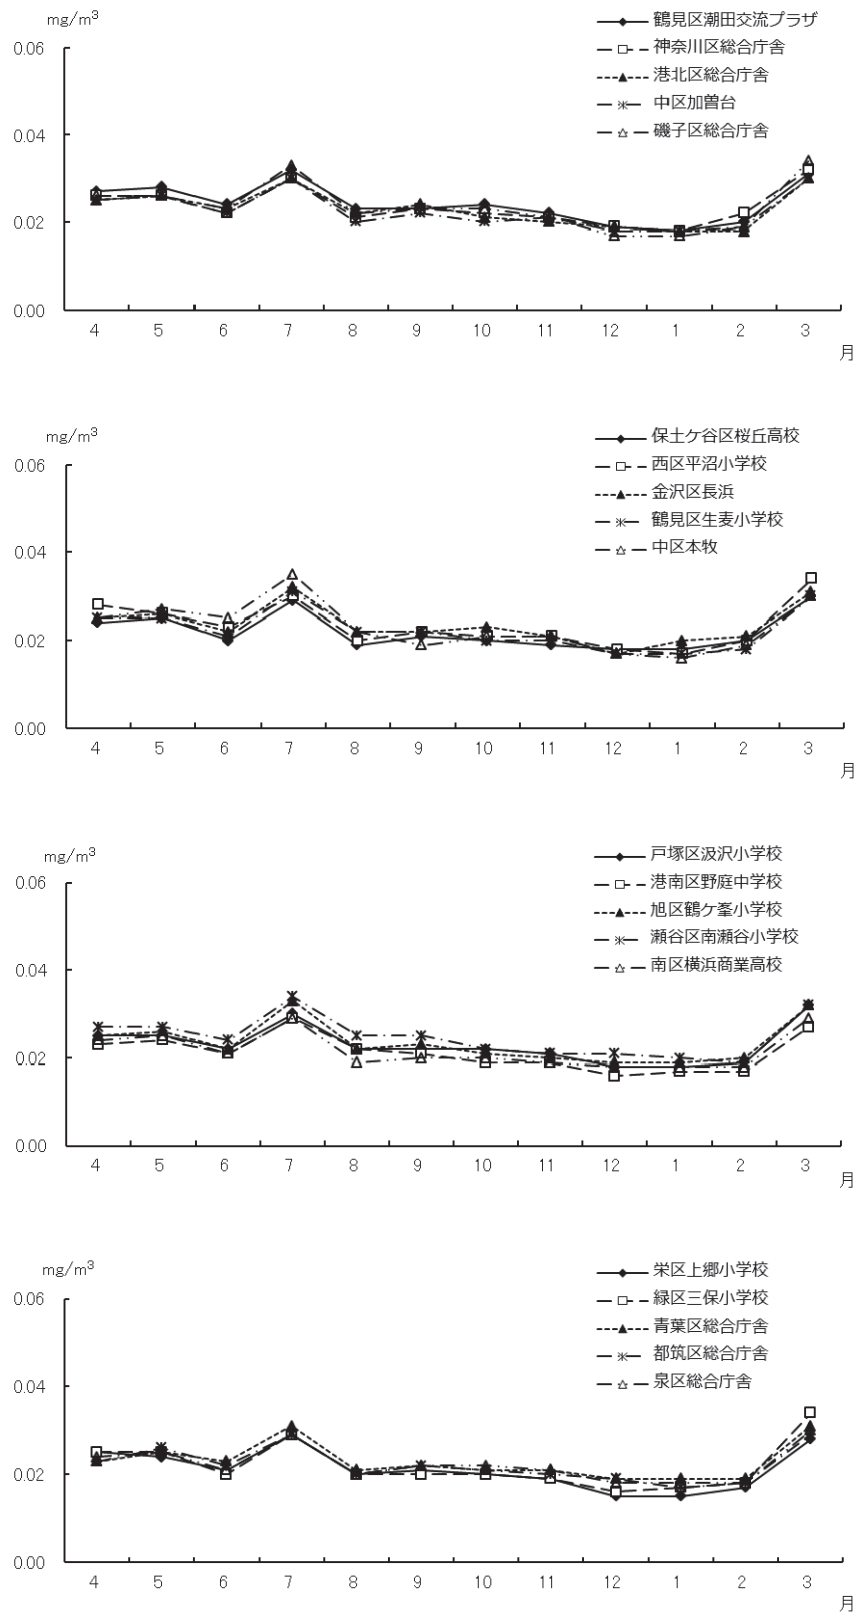 mg/m³
鶴見区潮田交流プラザ
神奈川区総合庁舎
港北区総合庁舎
中区加曽台
磯子区総合庁舎
0.06
0.04
0.02
0.00
4 5 6 7 8 9 10 11 12 1 2 3
月
mg/m³
保土ケ谷区桜丘高校
西区平沼小学校
金沢区長浜
鶴見区生麦小学校
中区本牧
0.06
0.04
0.02
0.00
4 5 6 7 8 9 10 11 12 1 2 3
月
mg/m³
戸塚区汲沢小学校
港南区野庭中学校
旭区鶴ケ峯小学校
瀬谷区南瀬谷小学校
南区横浜商業高校
0.06
0.04
0.02
0.00
4 5 6 7 8 9 10 11 12 1 2 3
月
mg/m³
栄区上郷小学校
緑区三保小学校
青葉区総合庁舎
都筑区総合庁舎
泉区総合庁舎
0.06
0.04
0.02
0.00
4 5 6 7 8 9 10 11 12 1 2 3
月